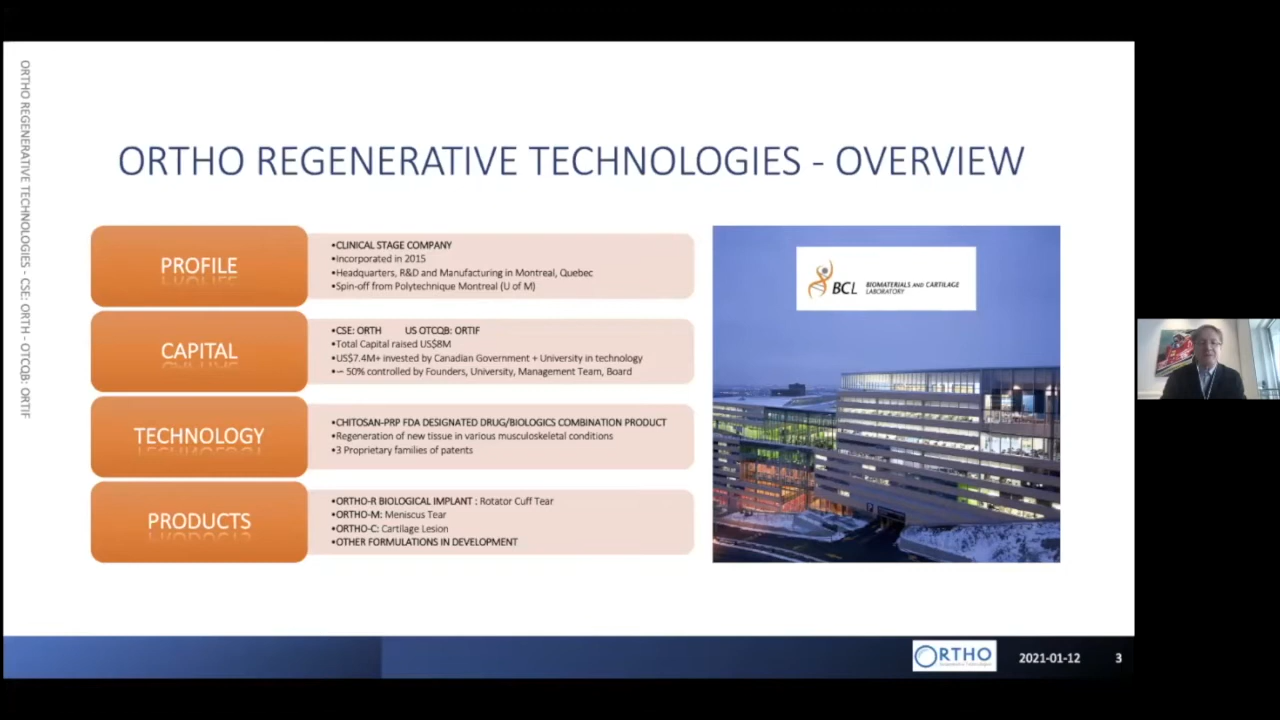 ORTHO REGENERATIVE TECHNOLOGIES - CSE: ORTH - OTCQB: ORTIF
ORTHO REGENERATIVE TECHNOLOGIES - OVERVIEW
PROFILE
•CLINICAL STAGE COMPANY
•Incorporated in 2015
•Headquarters, R&D and Manufacturing in Montreal, Quebec
•Spin-off from Polytechnique Montreal (U of M)
CAPITAL
•CSE: ORTH US OTCQB: ORTIF
•Total Capital raised US$8M
•US$7.4M+ invested by Canadian Government + University in technology
•~ 50% controlled by Founders, University, Management Team, Board
TECHNOLOGY
•CHITOSAN-PRP FDA DESIGNATED DRUG/BIOLOGICS COMBINATION PRODUCT
•Regeneration of new tissue in various musculoskeletal conditions
•3 Proprietary families of patents
PRODUCTS
•ORTHO-R BIOLOGICAL IMPLANT : Rotator Cuff Tear
•ORTHO-M: Meniscus Tear
•ORTHO-C: Cartilage Lesion
•OTHER FORMULATIONS IN DEVELOPMENT
BCL BIOMATERIALS AND CARTILAGE
LABORATORY
ORTHO
Regenerative Technologies
2021-01-12 3